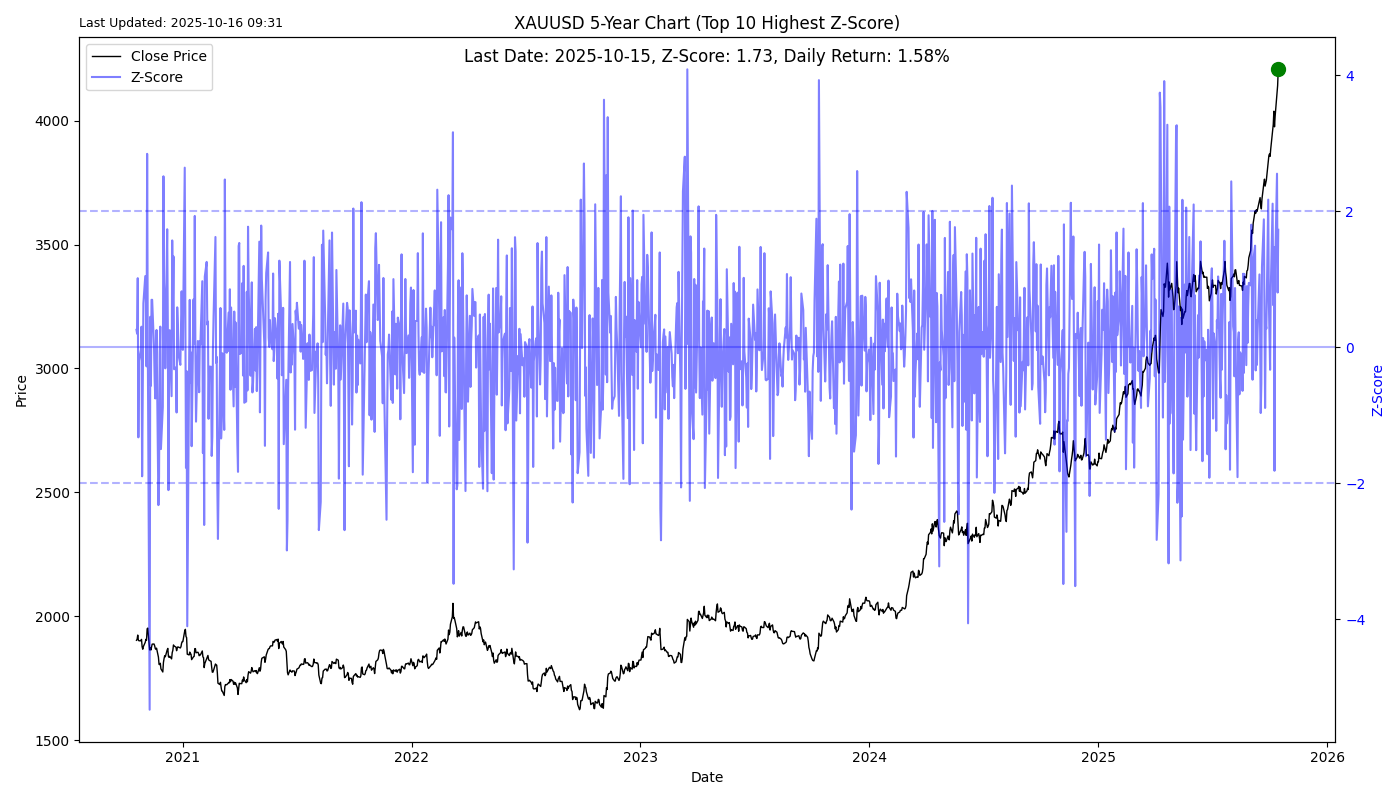 Last Updated: 2025-10-16 09:31
XAUUSD 5-Year Chart (Top 10 Highest Z-Score)
Last Date: 2025-10-15, Z-Score: 1.73, Daily Return: 1.58%
Close Price
Z-Score
Price
4000
3500
3000
2500
2000
1500
4
2
0
−2
−4
Z-Score
2021
2022
2023
2024
2025
2026
Date